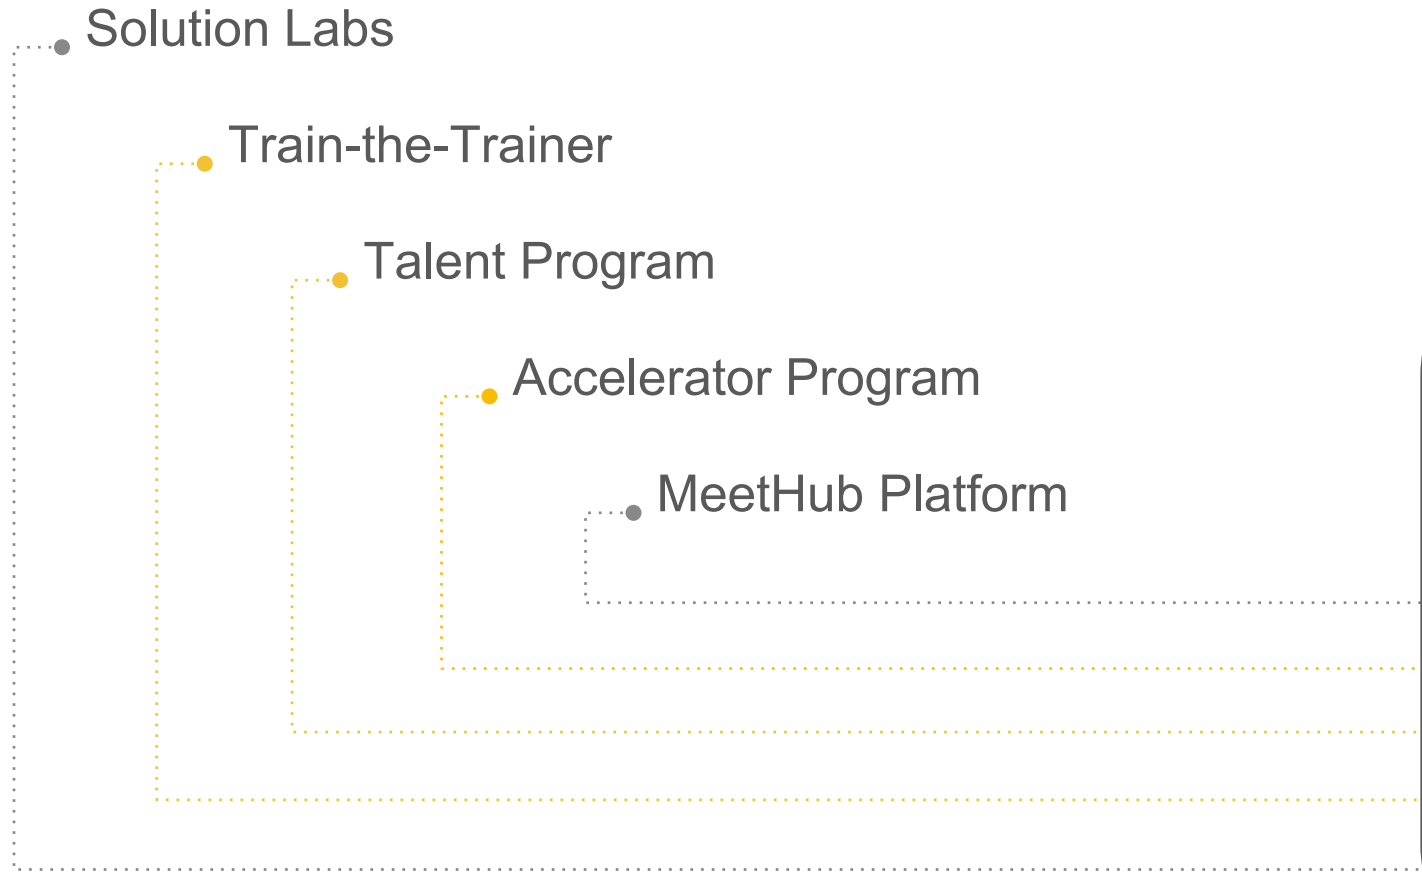 Solution Labs
Train-the-Trainer
Talent Program
Accelerator Program
MeetHub Platform